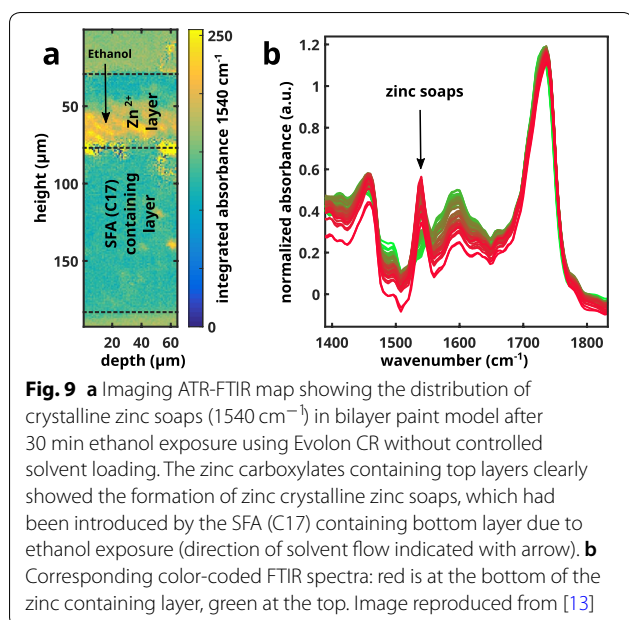 a
Ethanol
Zn2+
layer
SFA (C17)
containing
layer
50
100
150
height (µm)
20 40 60
depth (µm)
250
0
integrated absorbance 1540 cm-1
b
zinc soaps
1.2
1
0.8
0.6
0.4
0.2
0
normalized absorbance (a.u.)
1400 1500 1600 1700 1800
wavenumber (cm-1)
Fig. 9 a Imaging ATR-FTIR map showing the distribution of
crystalline zinc soaps (1540 cm−1) in bilayer paint model after
30 min ethanol exposure using Evolon CR without controlled
solvent loading. The zinc carboxylates containing top layers clearly
showed the formation of zinc crystalline zinc soaps, which had
been introduced by the SFA (C17) containing bottom layer due to
ethanol exposure (direction of solvent flow indicated with arrow). b
Corresponding color-coded FTIR spectra: red is at the bottom of the
zinc containing layer, green at the top. Image reproduced from [13]